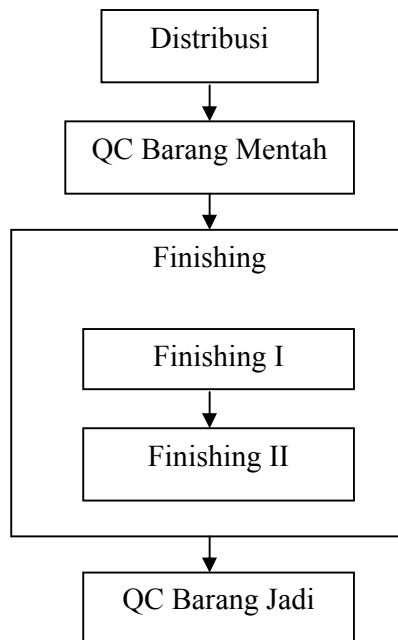 Distribusi
QC Barang Mentah
Finishing
Finishing I
Finishing II
QC Barang Jadi